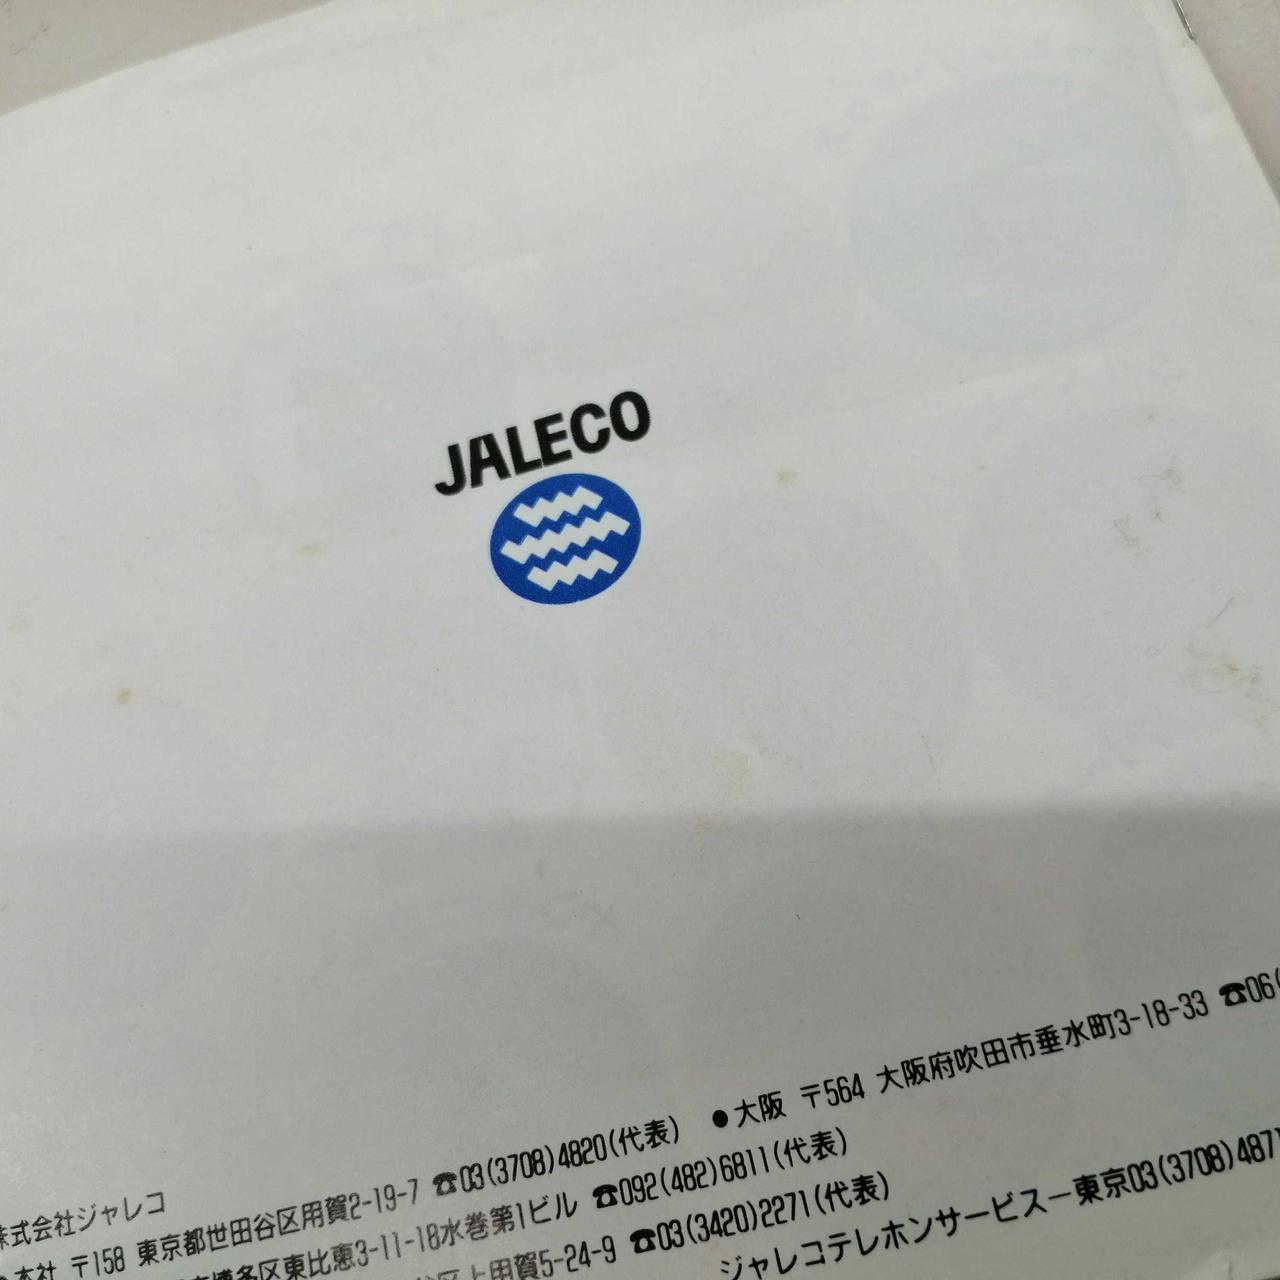 JALECO
株式会社ジャレコ
本社 〒158 東京都世田谷区用賀2-19-7 ☎03(3708)4820(代表) ●大阪 〒564 大阪府吹田市垂水町3-18-33 ☎06(
博多区東比恵3-11-18水巻第1ビル ☎092(482)6811(代表)
上用賀5-24-9 ☎03(3420)2271(代表)
ジャレコテレホンサービス―東京03(3708)487